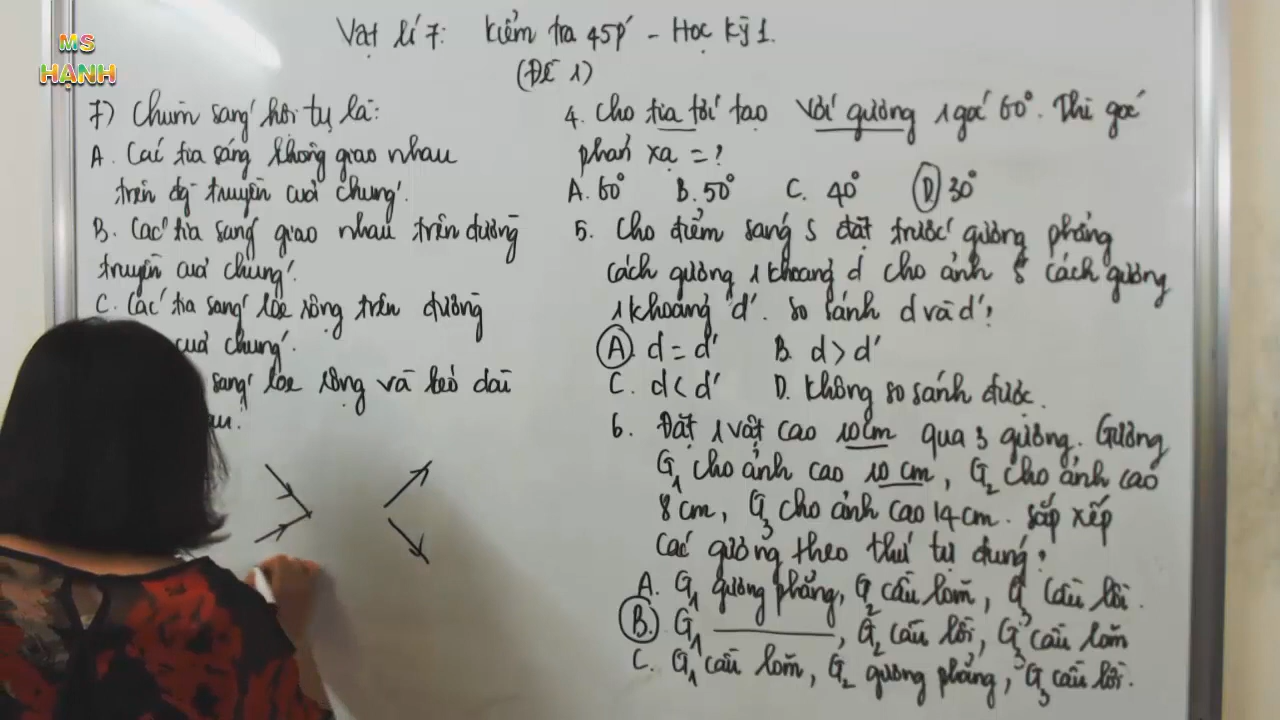 MS
HẠNH
Vật lí 7: Kiểm tra 45p' - Học kỳ 1.
(Đề 1)
7) Chùm sáng hội tụ là:
A. Các tia sáng không giao nhau
trên đg truyền của chúng.
B. Các tia sáng giao nhau trên đường
truyền của chúng.
C. Các tia sáng loe rộng trên đường
của chúng.
sáng loe rộng và kéo dài
4. Cho tia tới tạo với gương 1 góc 60°. Thì góc
phản xạ = ?
A. 60° B. 50° C. 40° D. 30°
5. Cho điểm sáng S đặt trước gương phẳng
cách gương 1 khoảng d cho ảnh S' cách gương
1 khoảng d'. So sánh d và d'?
A. d = d' B. d > d'
C. d < d' D. Không so sánh được.
6. Đặt 1 vật cao 10cm qua 3 gương. Gương
G1 cho ảnh cao 10 cm, G2 cho ảnh cao
8 cm, G3 cho ảnh cao 14 cm. Sắp xếp
các gương theo thứ tự đúng?
A. G1 gương phẳng, G2 cầu lõm, G3 cầu lồi.
B. G1 ______, G2 cầu lồi, G3 cầu lõm
C. G1 cầu lõm, G2 gương phẳng, G3 cầu lồi.